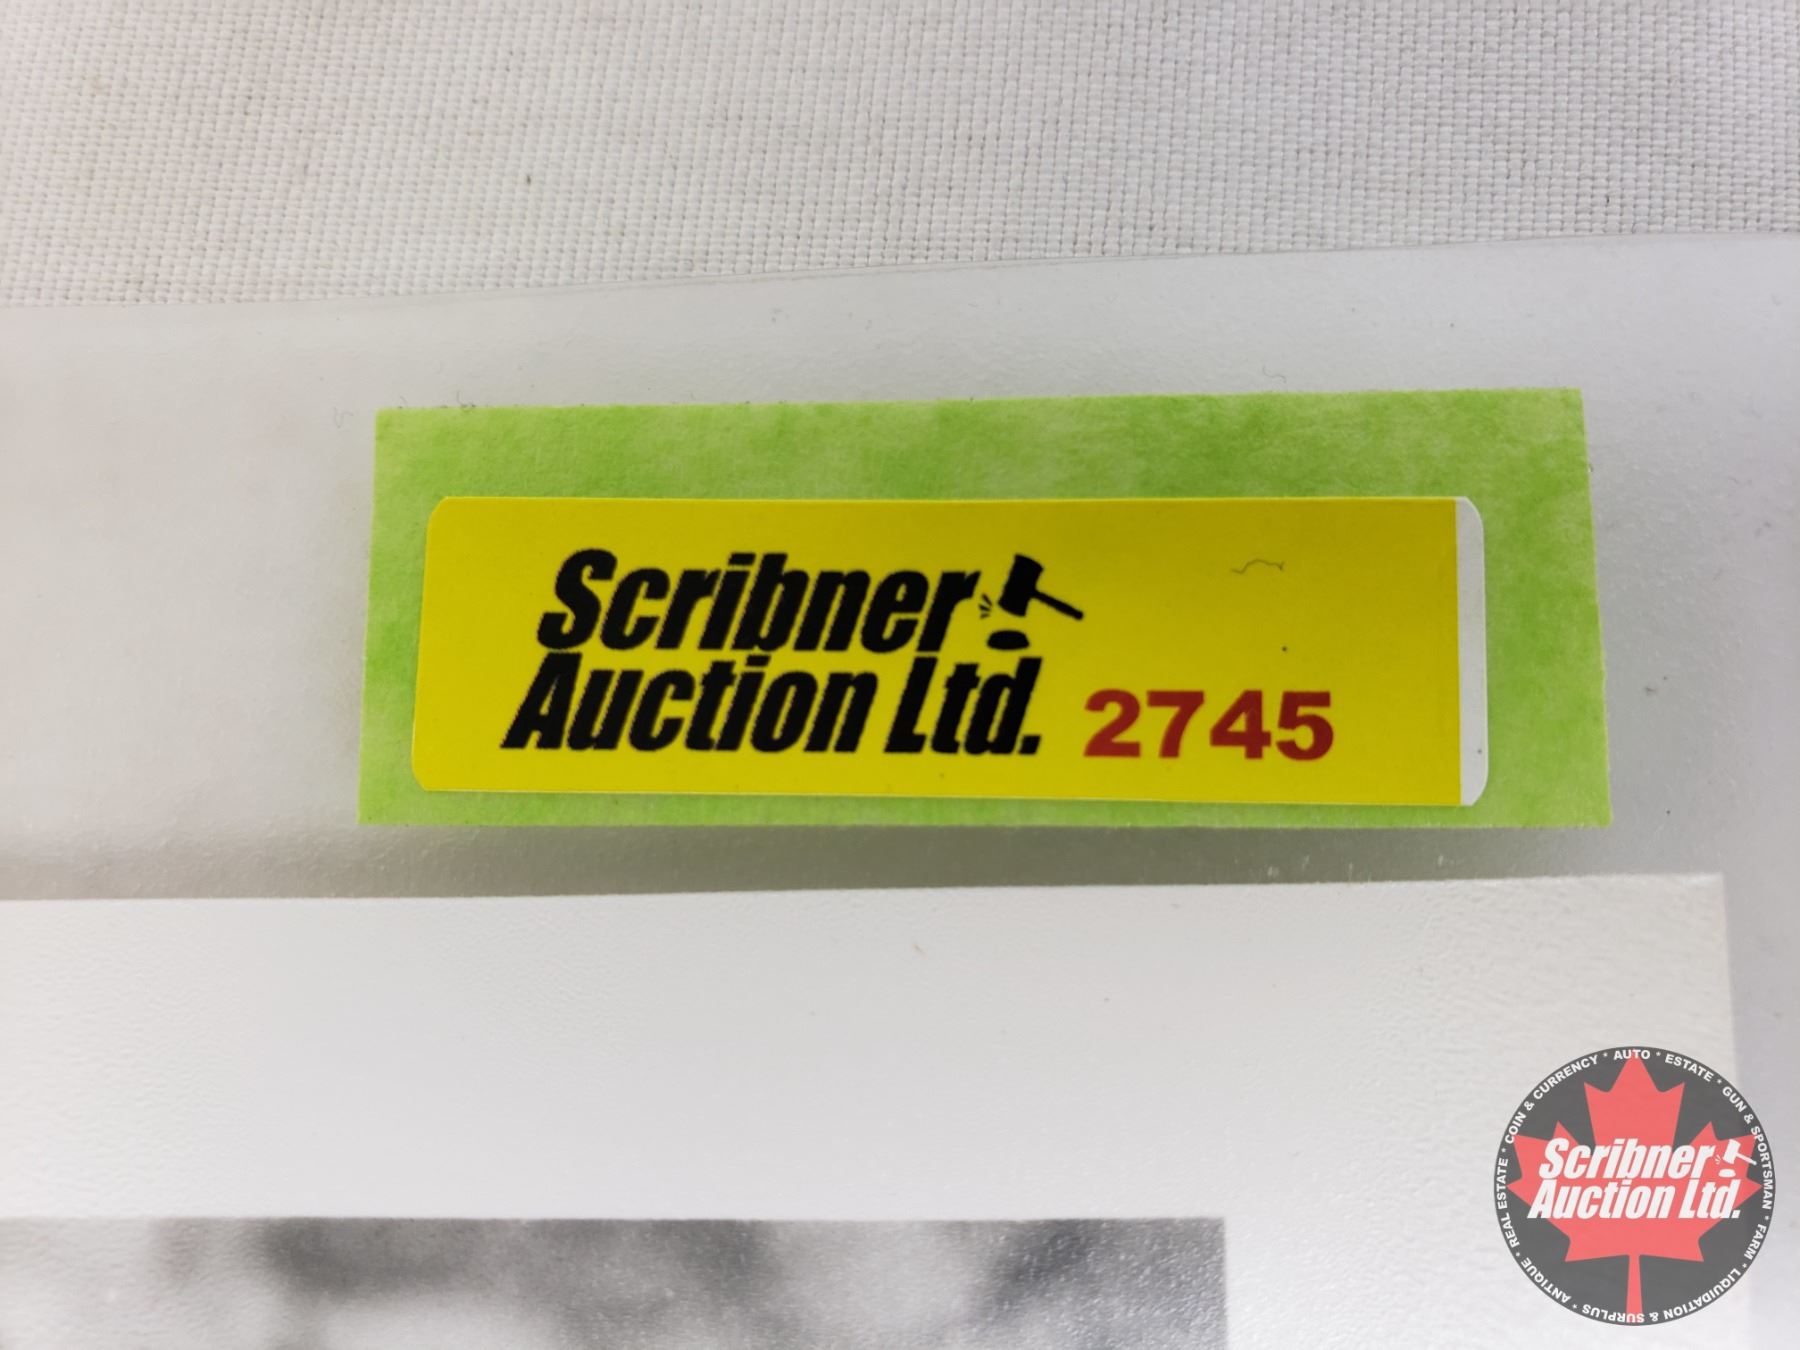 Scribner
Auction Ltd. 2745
COIN & CURRENCY * AUTO * ESTATE * GUN & SPORTSMAN * FARM * LIQUIDATION & SURPLUS * ANTIQUE * REAL ESTATE *
Scribner
Auction Ltd.